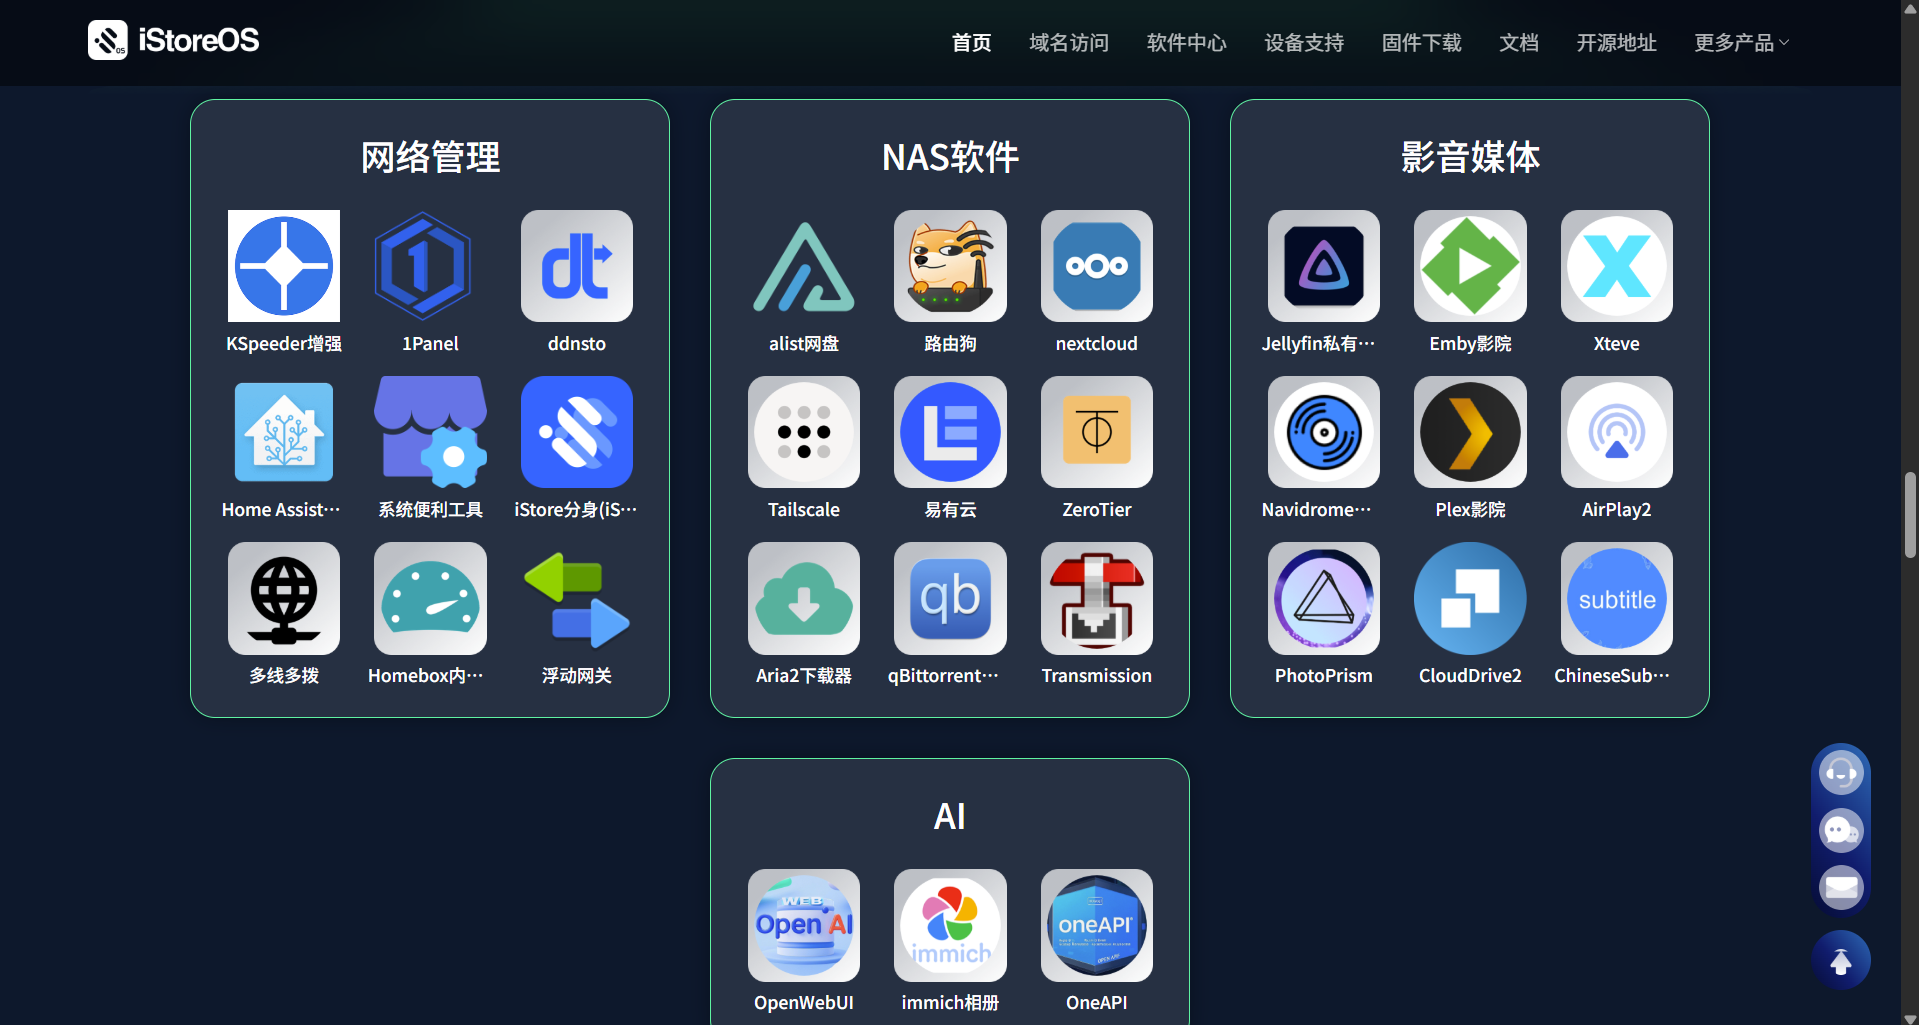 iStoreOS
首页 域名访问 软件中心 设备支持 固件下载 文档 开源地址 更多产品
网络管理
KSpeeder增强 1Panel ddnsto
Home Assist··· 系统便利工具 iStore分身(iS···
多线多拨 Homebox内··· 浮动网关
NAS软件
alist网盘 路由狗 nextcloud
Tailscale 易有云 ZeroTier
qb
Aria2下载器 qBittorrent··· Transmission
影音媒体
Jellyfin私有··· Emby影院 Xteve
Navidrome··· Plex影院 AirPlay2
subtitle
PhotoPrism CloudDrive2 ChineseSub···
AI
WEB
Open AI
immich
oneAPI
OpenWebUI immich相册 OneAPI